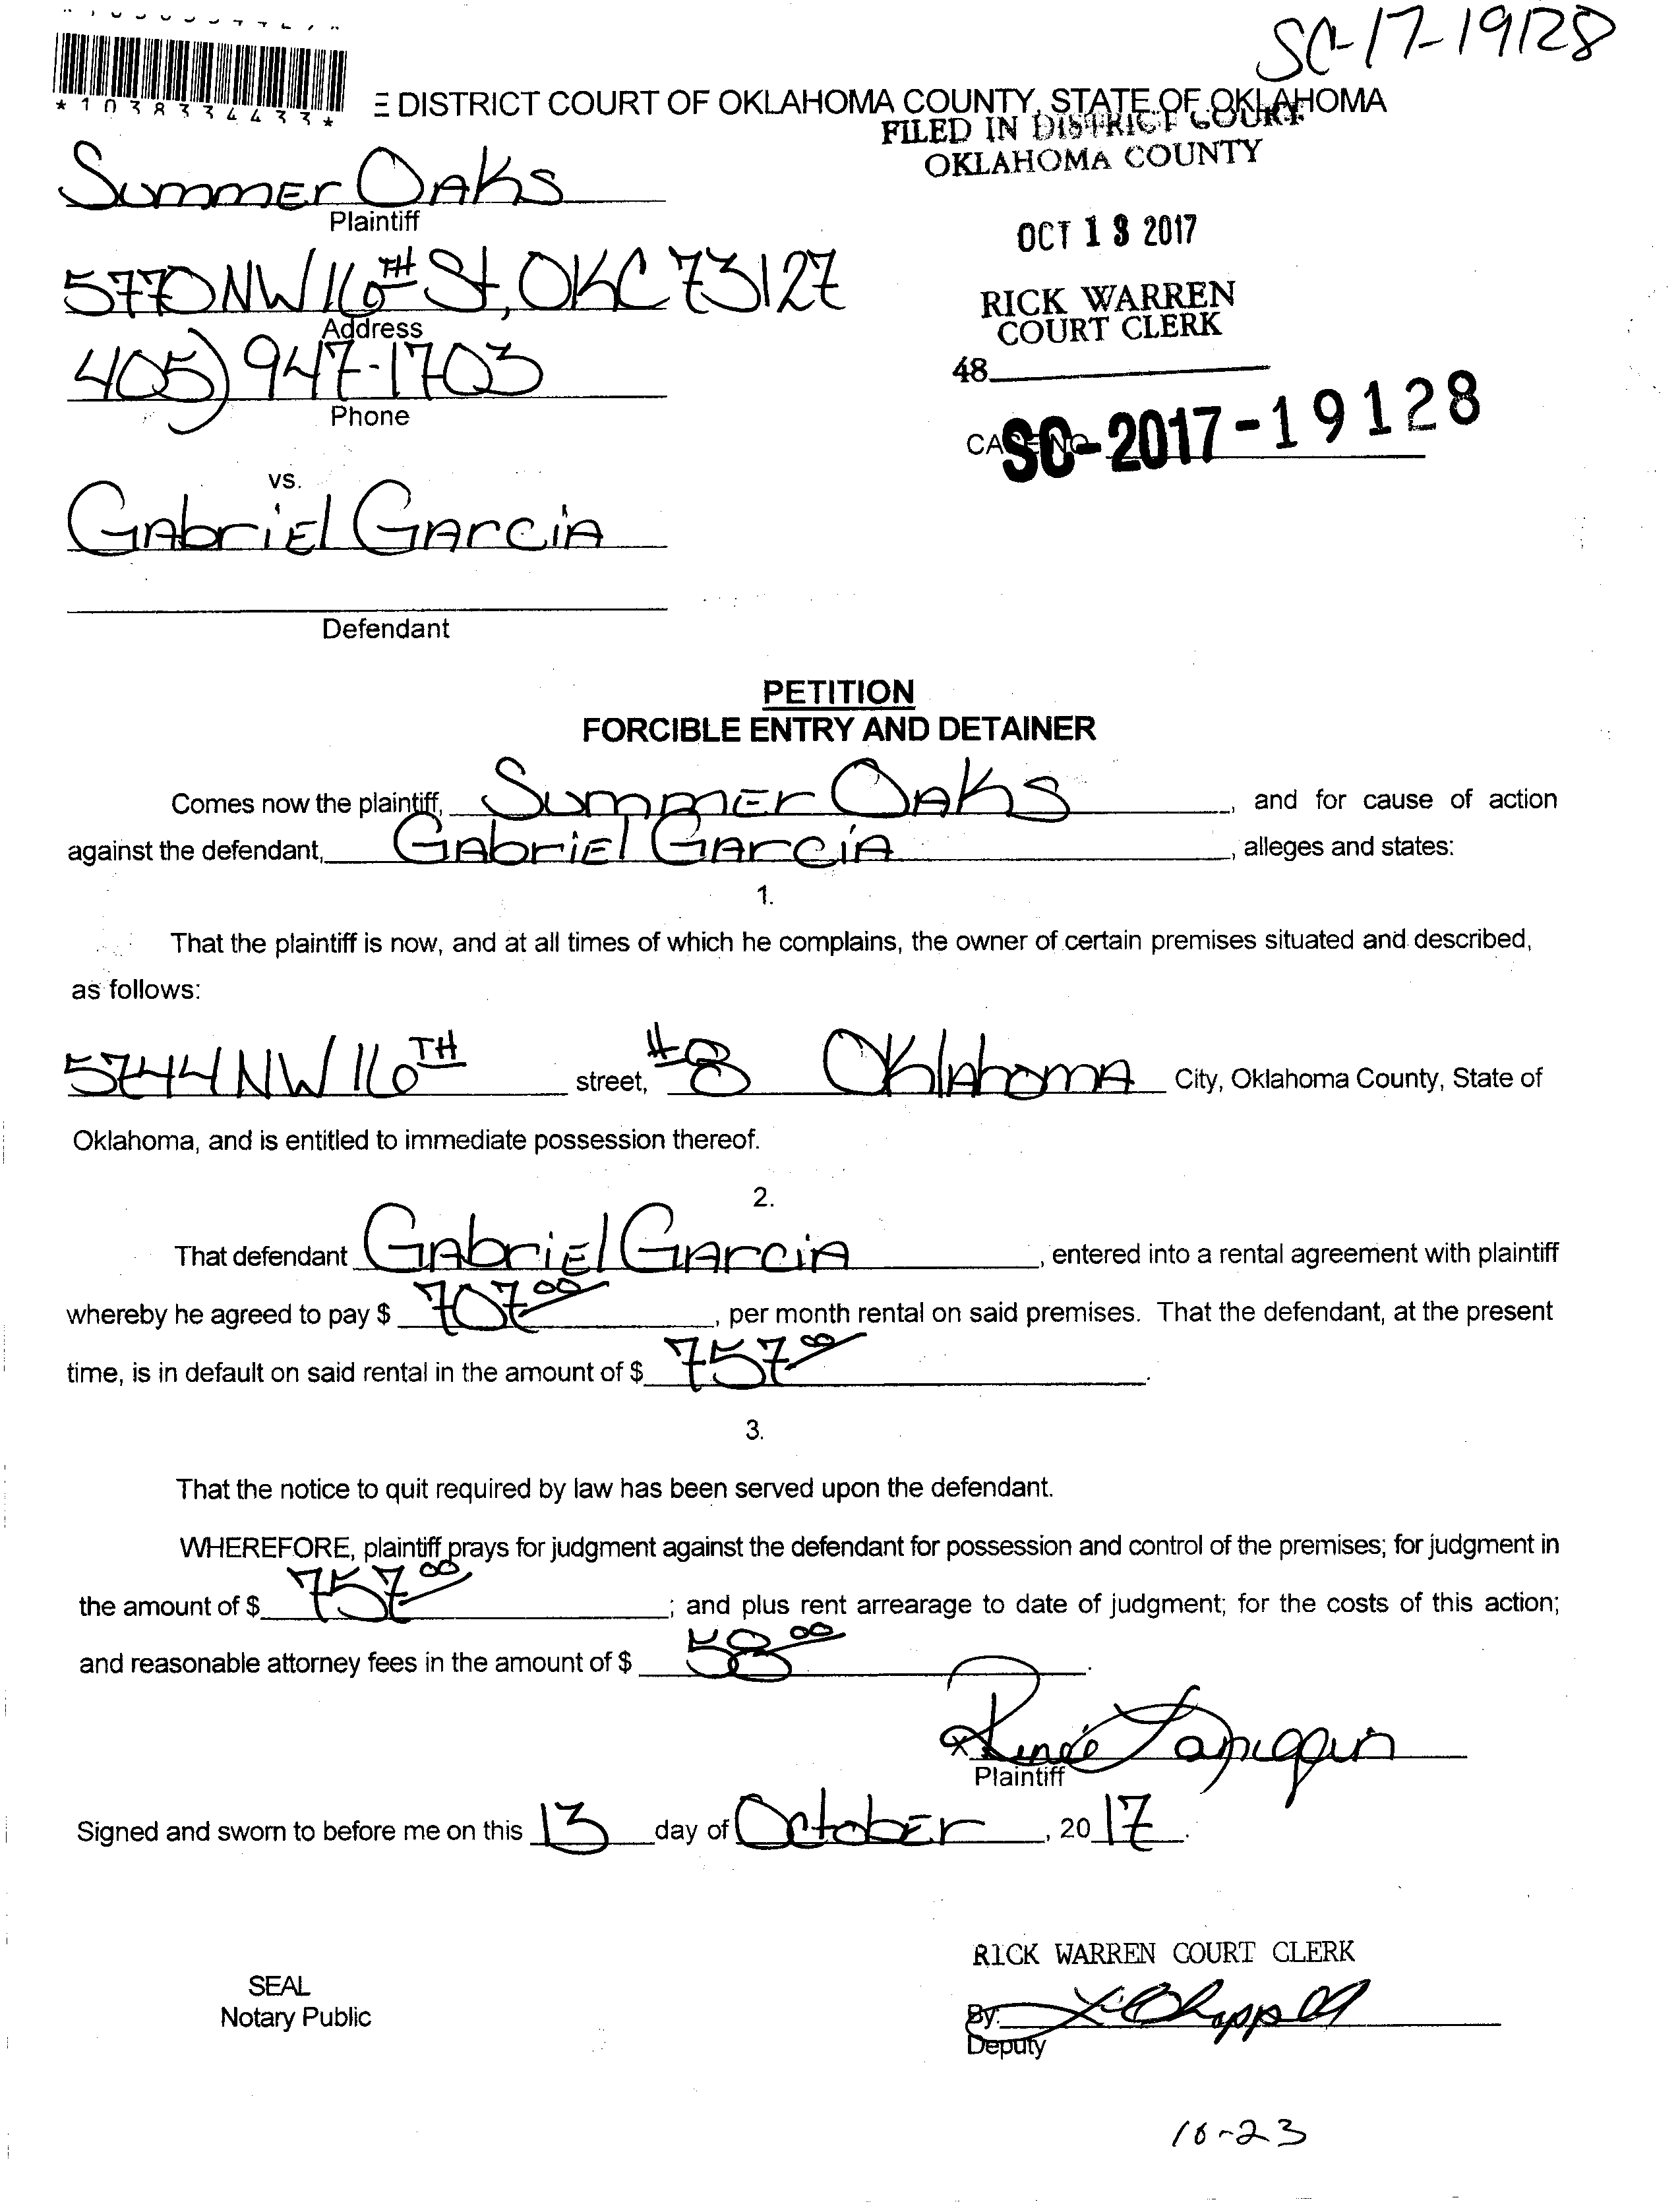 SC-17-19128
*1038334433*
E DISTRICT COURT OF OKLAHOMA COUNTY, STATE OF OKLAHOMA
FILED IN DISTRICT COURT
OKLAHOMA COUNTY
Summer Oaks
Plaintiff
OCT 13 2017
5770 NW 16TH St, OKC 73127
Address
RICK WARREN
COURT CLERK
405) 947-1703
Phone
48
CASE NO. SC-2017-19128
vs.
Gabriel Garcia
Defendant
PETITION
FORCIBLE ENTRY AND DETAINER
Comes now the plaintiff, Summer Oaks, and for cause of action
against the defendant, Gabriel Garcia, alleges and states:
1.
That the plaintiff is now, and at all times of which he complains, the owner of certain premises situated and described,
as follows:
5744 NW 16TH street, #8 Oklahoma City, Oklahoma County, State of
Oklahoma, and is entitled to immediate possession thereof.
2.
That defendant Gabriel Garcia, entered into a rental agreement with plaintiff
whereby he agreed to pay $ 707.00, per month rental on said premises. That the defendant, at the present
time, is in default on said rental in the amount of $ 757.00.
3.
That the notice to quit required by law has been served upon the defendant.
WHEREFORE, plaintiff prays for judgment against the defendant for possession and control of the premises; for judgment in
the amount of $ 757.00; and plus rent arrearage to date of judgment; for the costs of this action;
and reasonable attorney fees in the amount of $ 58.00.
x Reneé
Plaintiff
Signed and sworn to before me on this 13 day of October, 2017.
RICK WARREN COURT CLERK
SEAL
Notary Public
By:
Deputy
10-23